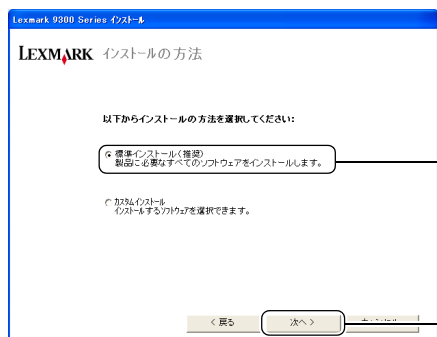 Lexmark 9300 Series インストール
LEXMARK インストールの方法
以下からインストールの方法を選択してください:
標準インストール(推奨)
製品に必要なすべてのソフトウェアをインストールします。
カスタムインストール
インストールするソフトウェアを選択できます。
< 戻る 次へ >